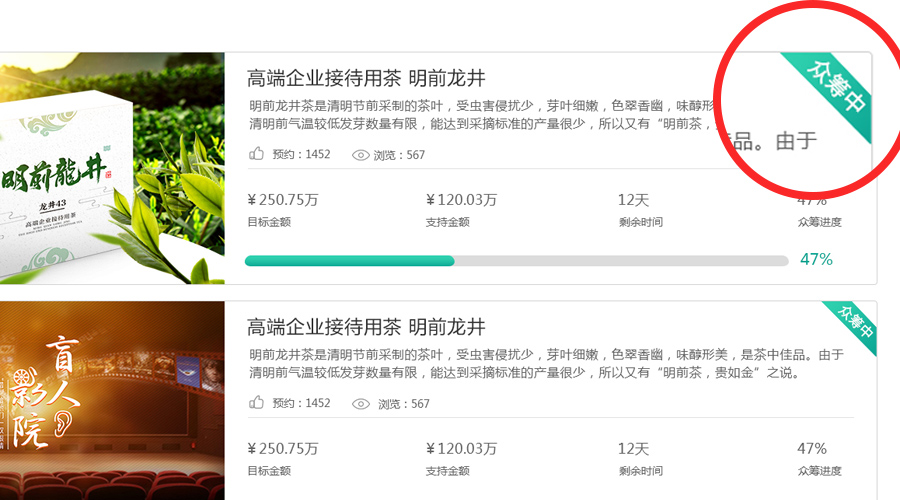 高端企业接待用茶 明前龙井
众筹中
明前龙井茶是清明节前采制的茶叶，受虫害侵扰少，芽叶细嫩，色翠香幽，味醇形
清明前气温较低发芽数量有限，能达到采摘标准的产量很少，所以又有“明前茶，
品。由于
预约：1452 浏览：567
明前龍井
龙井43
高端企业接待用茶
¥ 250.75万 ¥ 120.03万 12天 47%
目标金额 支持金额 剩余时间 众筹进度
47%
高端企业接待用茶 明前龙井
众筹中
明前龙井茶是清明节前采制的茶叶，受虫害侵扰少，芽叶细嫩，色翠香幽，味醇形美，是茶中佳品。由于
清明前气温较低发芽数量有限，能达到采摘标准的产量很少，所以又有“明前茶，贵如金”之说。
预约：1452 浏览：567
盲人
影院
¥ 250.75万 ¥ 120.03万 12天 47%
目标金额 支持金额 剩余时间 众筹进度